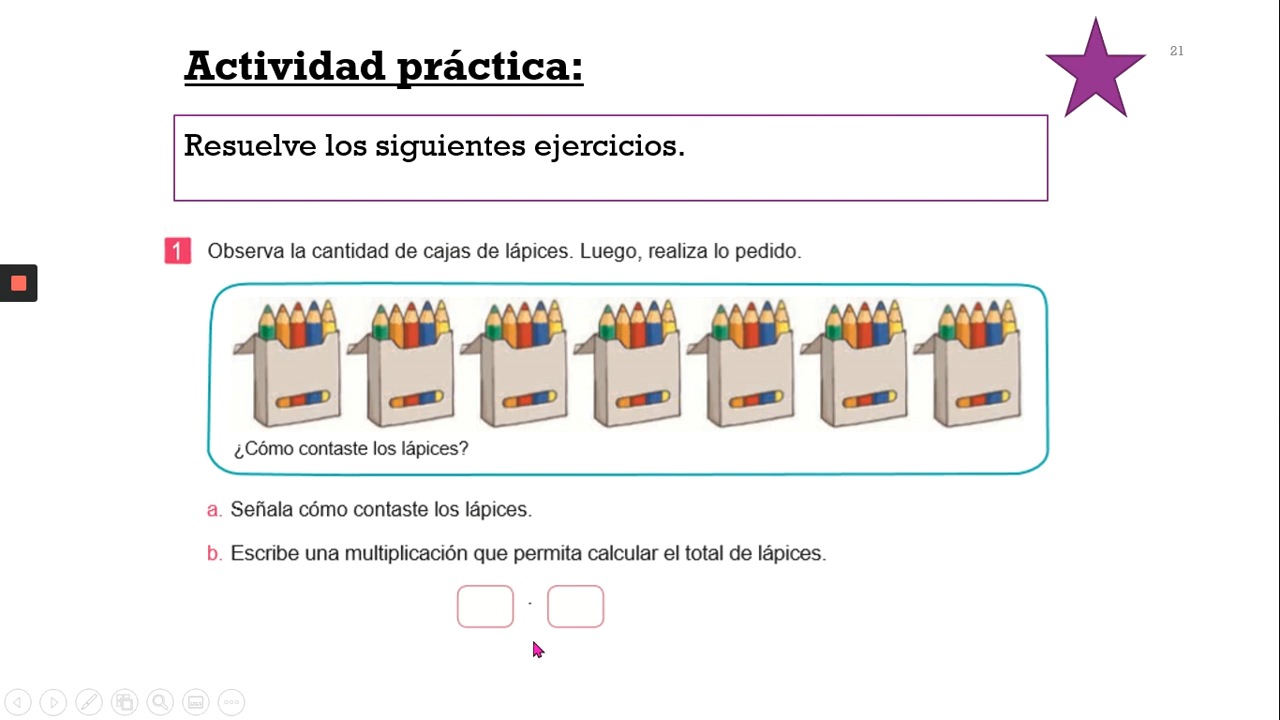 21
Actividad práctica:
Resuelve los siguientes ejercicios.
1 Observa la cantidad de cajas de lápices. Luego, realiza lo pedido.
¿Cómo contaste los lápices?
a. Señala cómo contaste los lápices.
b. Escribe una multiplicación que permita calcular el total de lápices.
·